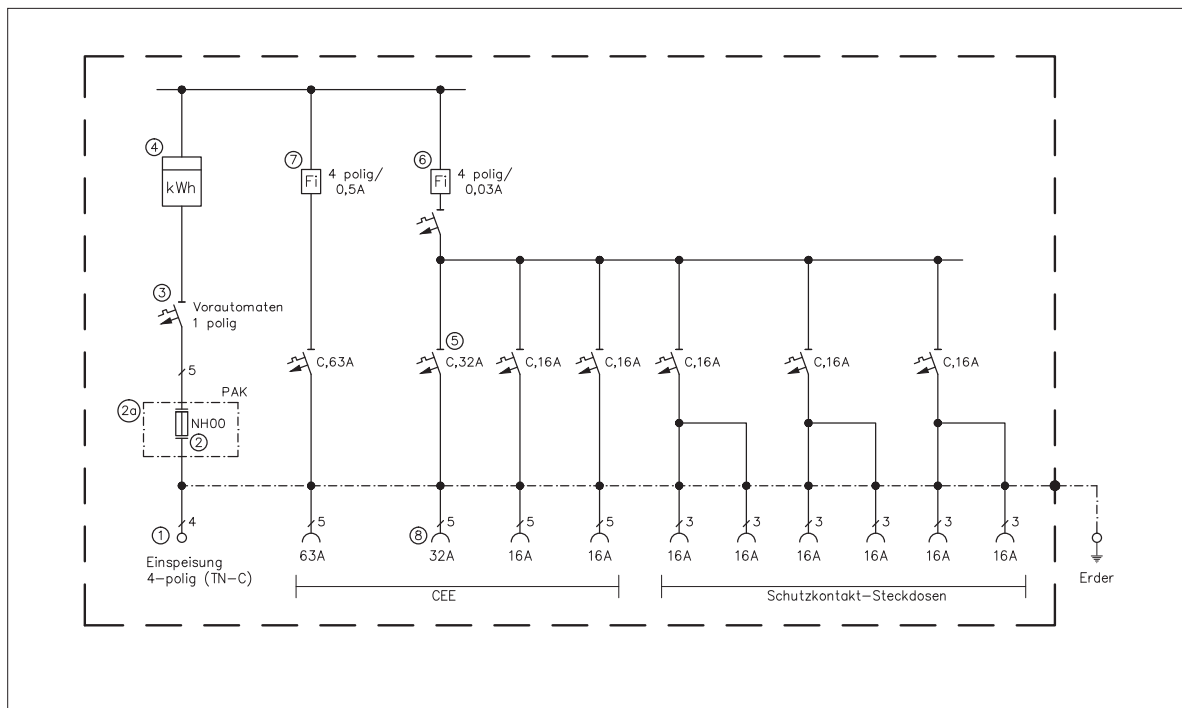 4
kWh
7
Fi
4 polig/
0,5A
6
Fi
4 polig/
0,03A
3
Vorautomaten
1 polig
5
PAK
2a
NH00
2
C,63A
5
C,32A
C,16A
C,16A
C,16A
C,16A
C,16A
1
4
Einspeisung
4-polig (TN-C)
5
63A
8
5
32A
5
16A
5
16A
3
16A
3
16A
3
16A
3
16A
3
16A
3
16A
CEE
Schutzkontakt-Steckdosen
Erder